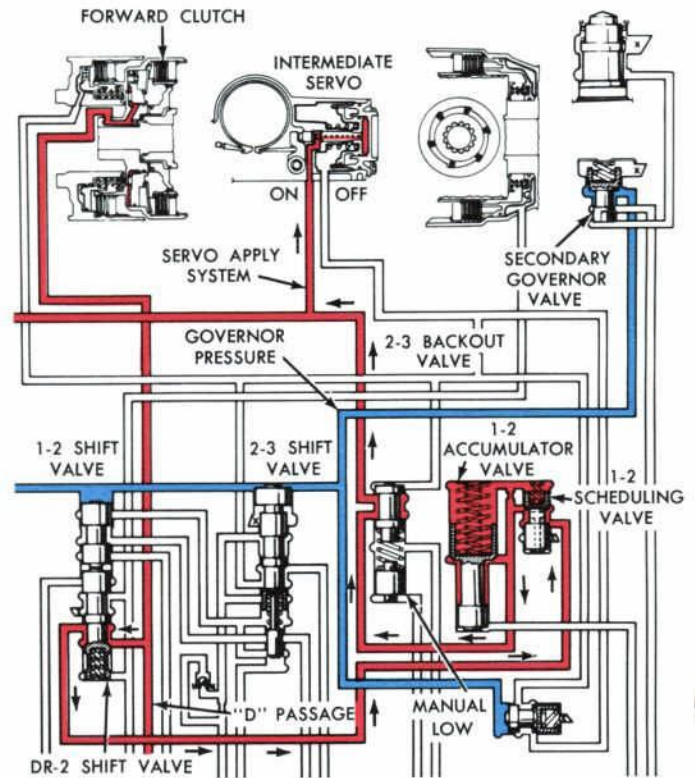 FORWARD CLUTCH
INTERMEDIATE
SERVO
ON OFF
SERVO APPLY
SYSTEM
SECONDARY
GOVERNOR
VALVE
GOVERNOR
PRESSURE
2-3 BACKOUT
VALVE
1-2 SHIFT
VALVE
2-3 SHIFT
VALVE
1-2
ACCUMULATOR
VALVE
1-2
SCHEDULING
VALVE
"D" PASSAGE
MANUAL
LOW
DR-2 SHIFT VALVE
X
X
X